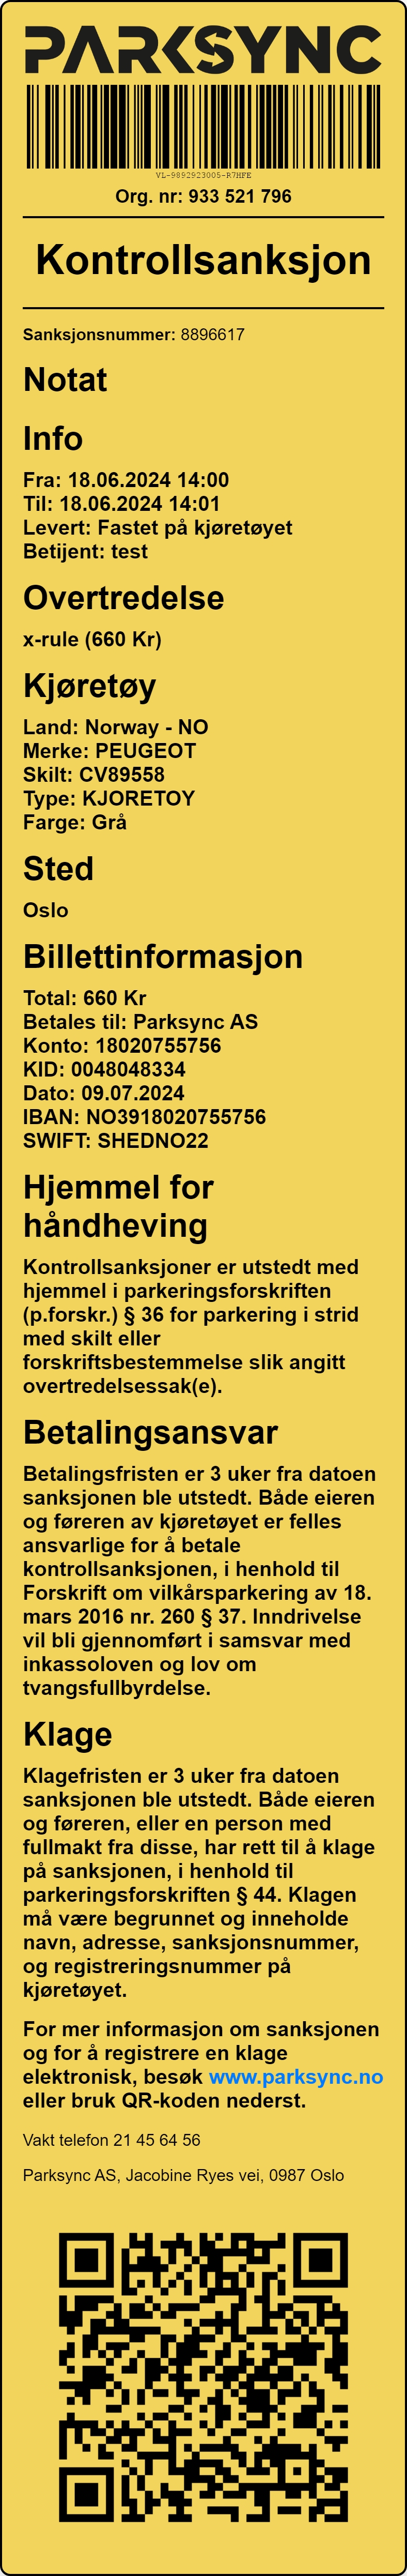 PARKSYNC
VL-9892923005-R7HFE
Org. nr: 933 521 796
Kontrollsanksjon
Sanksjonsnummer: 8896617
Notat
Info
Fra: 18.06.2024 14:00
Til: 18.06.2024 14:01
Levert: Fastet på kjøretøyet
Betijent: test
Overtredelse
x-rule (660 Kr)
Kjøretøy
Land: Norway - NO
Merke: PEUGEOT
Skilt: CV89558
Type: KJORETOY
Farge: Grå
Sted
Oslo
Billettinformasjon
Total: 660 Kr
Betales til: Parksync AS
Konto: 18020755756
KID: 0048048334
Dato: 09.07.2024
IBAN: NO3918020755756
SWIFT: SHEDNO22
Hjemmel for
håndheving
Kontrollsanksjoner er utstedt med
hjemmel i parkeringsforskriften
(p.forskr.) § 36 for parkering i strid
med skilt eller
forskriftsbestemmelse slik angitt
overtredelsessak(e).
Betalingsansvar
Betalingsfristen er 3 uker fra datoen
sanksjonen ble utstedt. Både eieren
og føreren av kjøretøyet er felles
ansvarlige for å betale
kontrollsanksjonen, i henhold til
Forskrift om vilkårsparkering av 18.
mars 2016 nr. 260 § 37. Inndrivelse
vil bli gjennomført i samsvar med
inkassoloven og lov om
tvangsfullbyrdelse.
Klage
Klagefristen er 3 uker fra datoen
sanksjonen ble utstedt. Både eieren
og føreren, eller en person med
fullmakt fra disse, har rett til å klage
på sanksjonen, i henhold til
parkeringsforskriften § 44. Klagen
må være begrunnet og inneholde
navn, adresse, sanksjonsnummer,
og registreringsnummer på
kjøretøyet.
For mer informasjon om sanksjonen
og for å registrere en klage
elektronisk, besøk www.parksync.no
eller bruk QR-koden nederst.
Vakt telefon 21 45 64 56
Parksync AS, Jacobine Ryes vei, 0987 Oslo